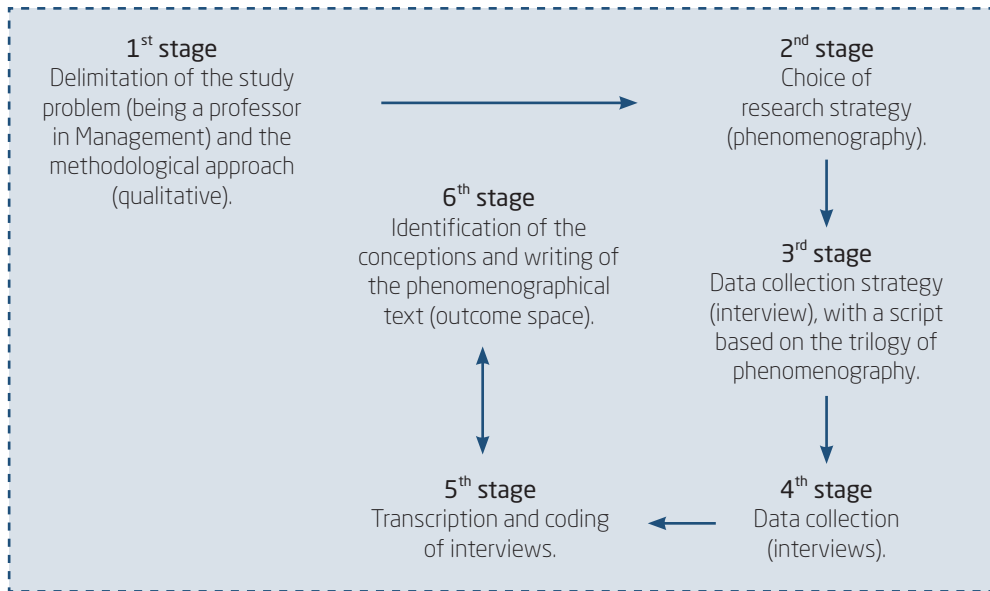 1st stage
Delimitation of the study
problem (being a professor
in Management) and the
methodological approach
(qualitative).
2nd stage
Choice of
research strategy
(phenomenography).
3rd stage
Data collection strategy
(interview), with a script
based on the trilogy of
phenomenography.
4th stage
Data collection
(interviews).
5th stage
Transcription and coding
of interviews.
6th stage
Identification of the
conceptions and writing of
the phenomenographical
text (outcome space).